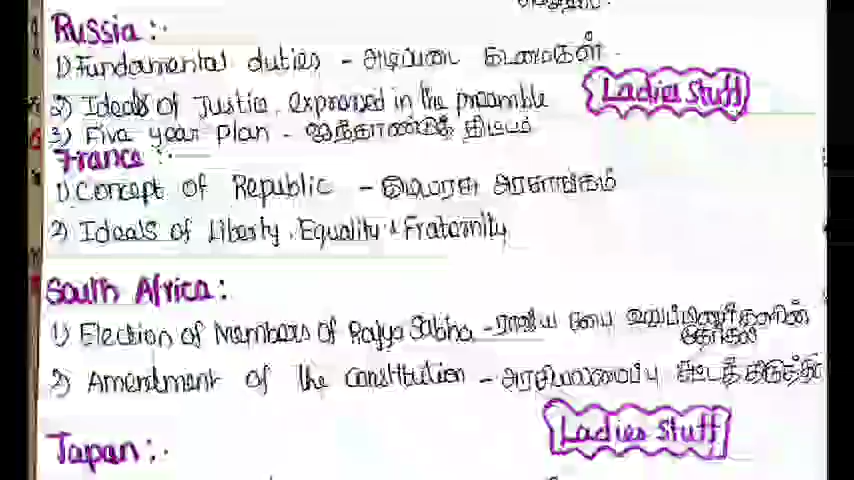 Russia :-
1) Fundamental duties - அடிப்படை கடமைகள்
Ladies Stuff
2) Ideals of Justice expressed in the preamble
3) Five year plan - ஐந்தாண்டுத் திட்டம்
France :-
1) Concept of Republic - குடியரசு அரசாங்கம்
2) Ideals of Liberty, Equality & Fraternity
South Africa :
1) Election of Members of Rajya Sabha - ராஜ்ய சபை உறுப்பினர்களின்
தேர்தல்
2) Amendment of the constitution - அரசியலமைப்பு சட்டத்திருத்தம்
Ladies Stuff
Japan :-